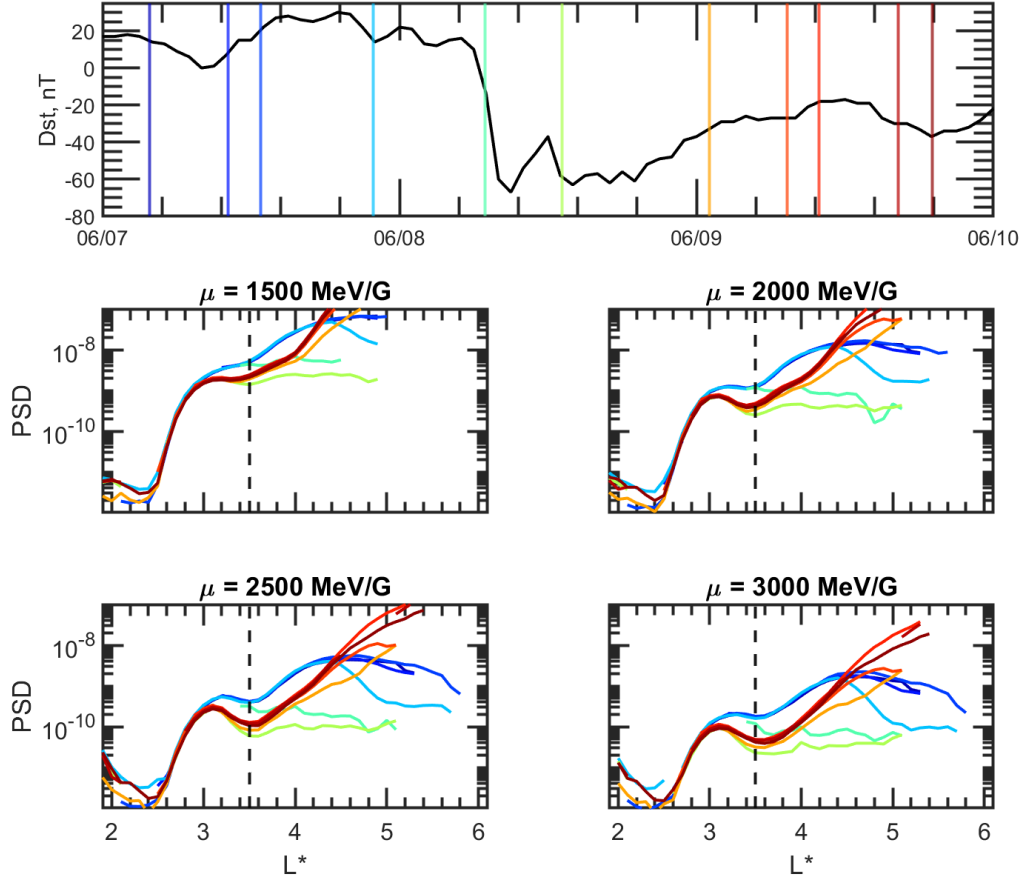 Dst, nT
20
0
-20
-40
-60
-80
06/07 06/08 06/09 06/10
μ = 1500 MeV/G μ = 2000 MeV/G
PSD
10⁻⁸ 10⁻⁸
10⁻¹⁰ 10⁻¹⁰
μ = 2500 MeV/G μ = 3000 MeV/G
PSD
10⁻⁸ 10⁻⁸
10⁻¹⁰ 10⁻¹⁰
2 3 4 5 6 2 3 4 5 6
L* L*